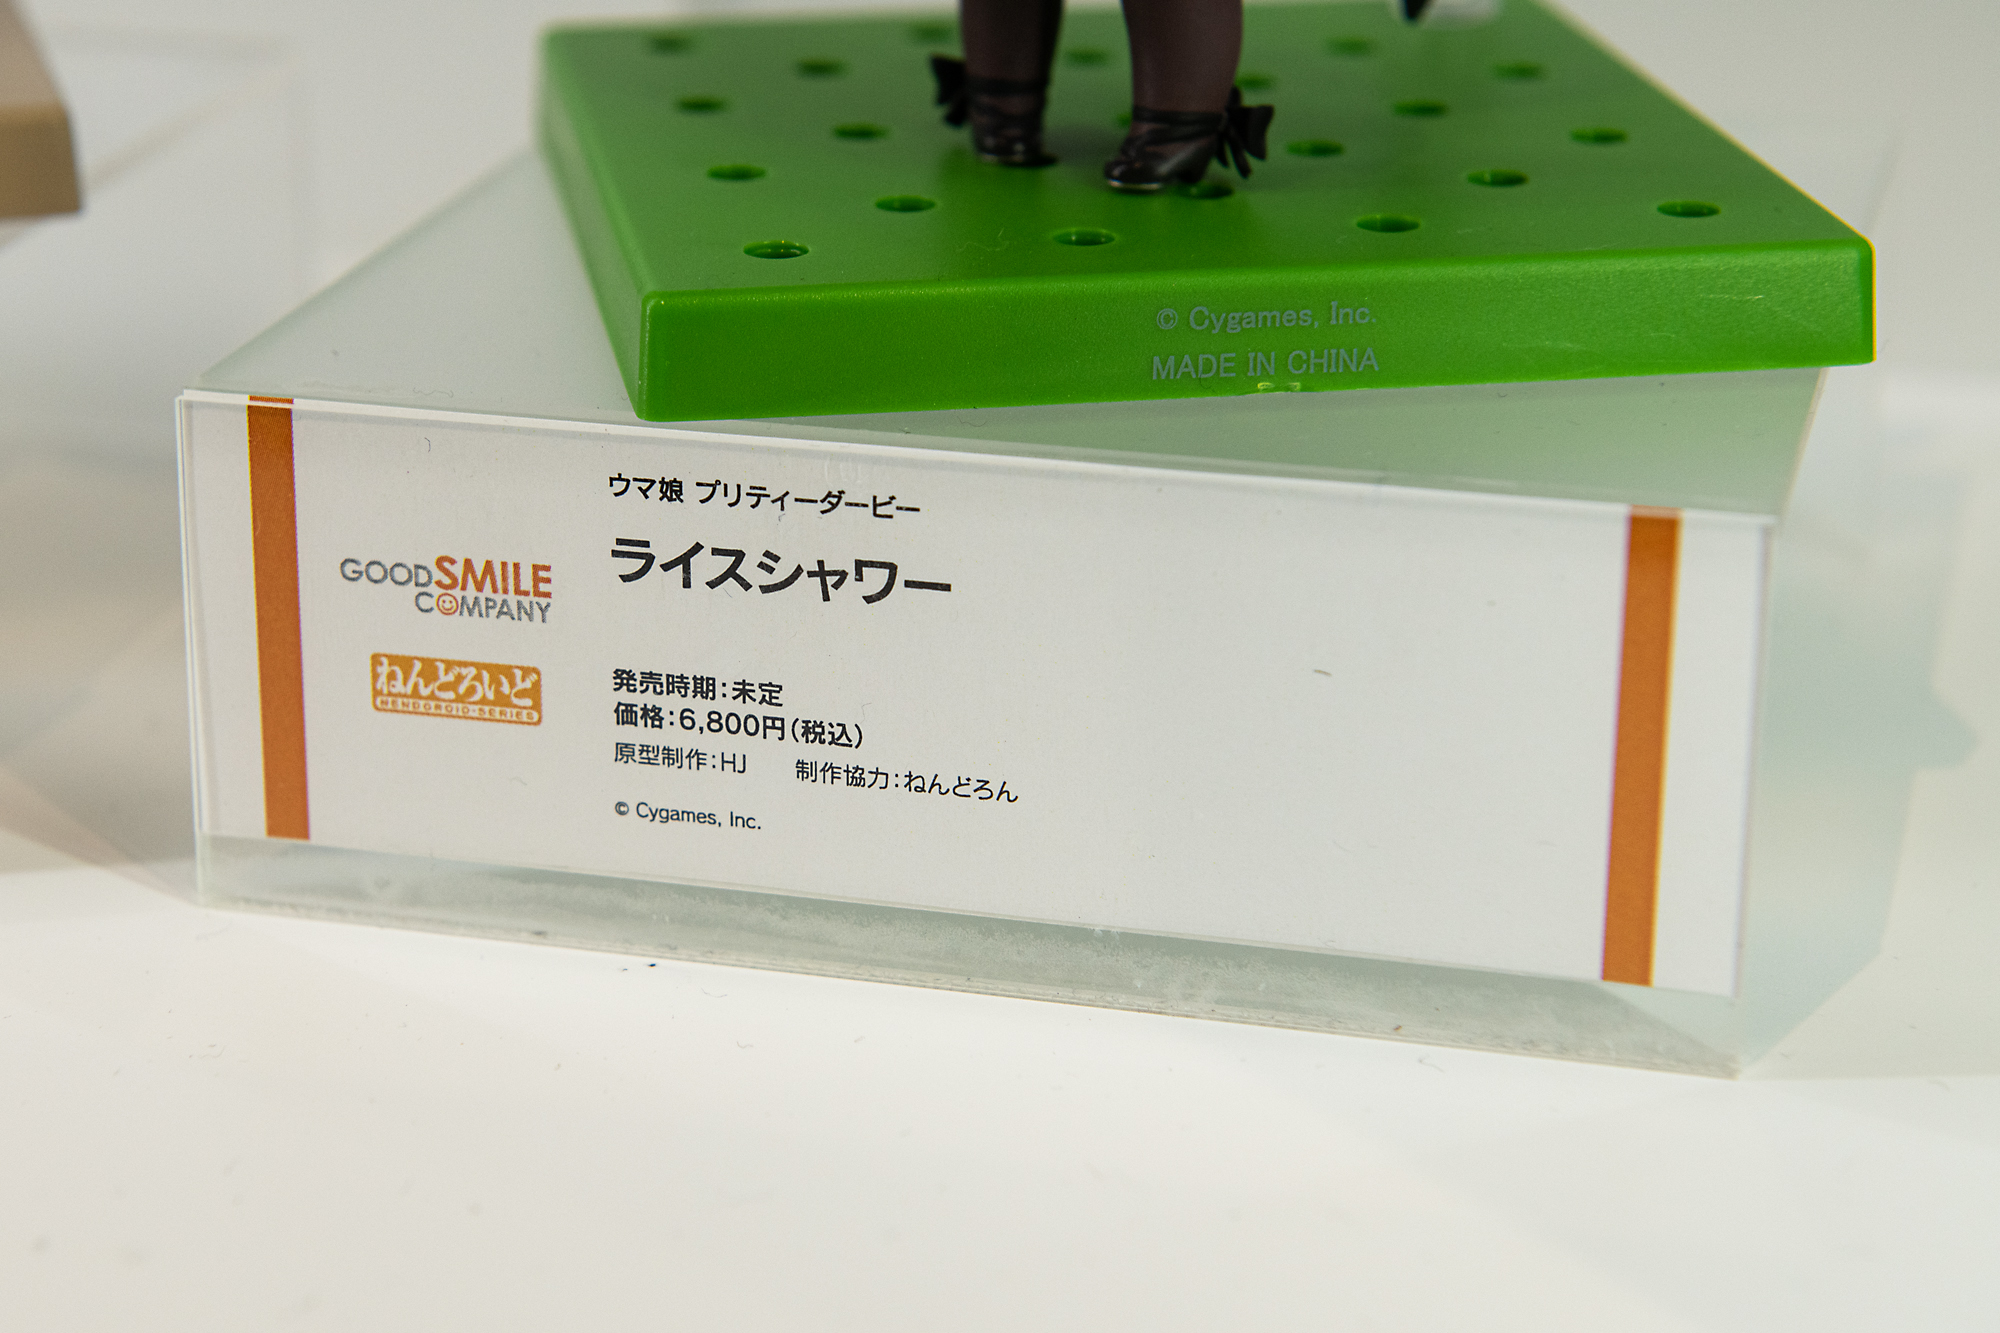 © Cygames, Inc.
MADE IN CHINA
ウマ娘 プリティーダービー
ライスシャワー
GOODSMILE
COMPANY
ねんどろいど
NENDOROID-SERIES
発売時期：未定
価格：6,800円（税込）
原型制作：HJ　制作協力：ねんどろん
© Cygames, Inc.